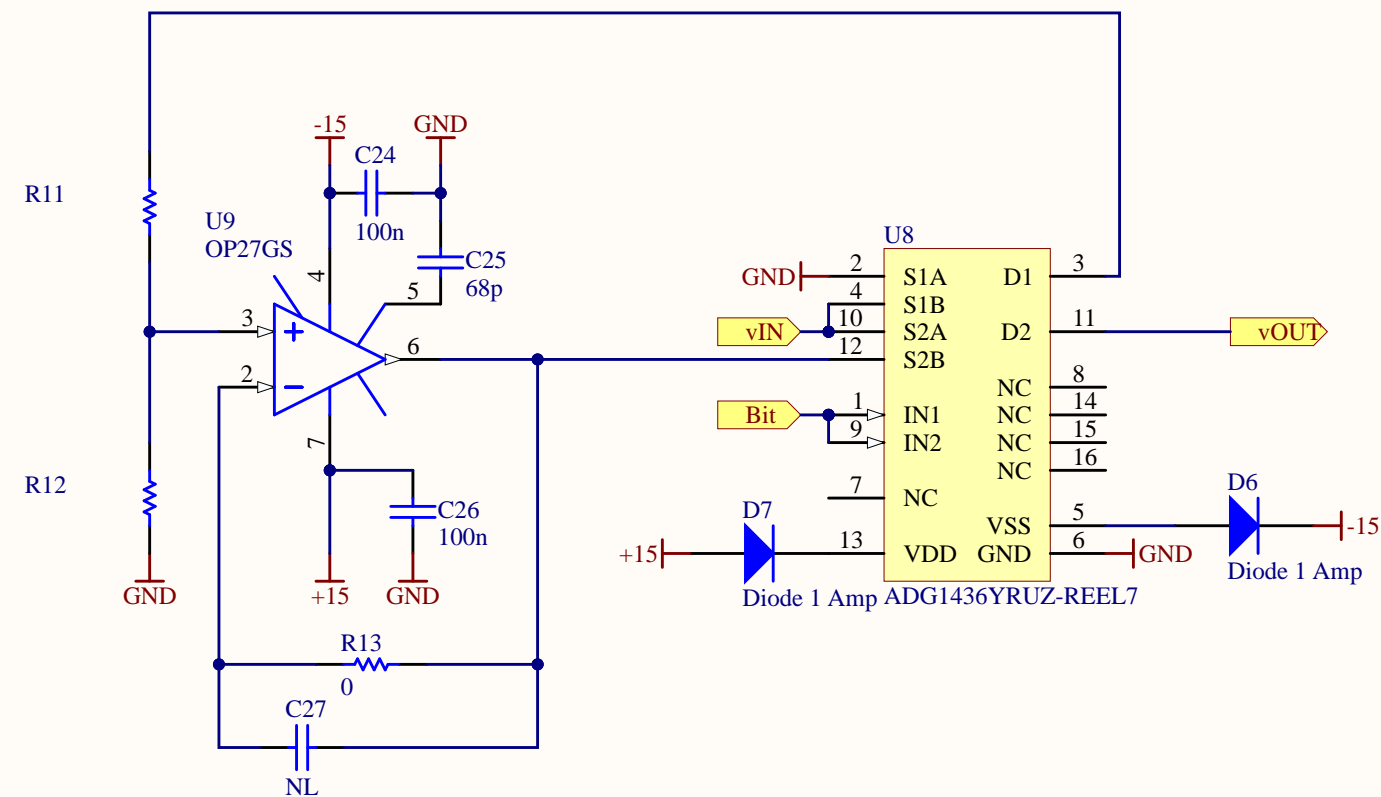 -15
GND
C24
100n
R11
U9
OP27GS
4
C25
68p
5
3
+
6
2
−
7
C26
100n
R12
GND
+15
GND
R13
0
C27
NL
U8
GND
2
S1A
D1
3
4
S1B
vIN
10
S2A
D2
11
vOUT
12
S2B
NC
8
Bit
1
IN1
NC
14
9
IN2
NC
15
NC
16
7
NC
D7
D6
VSS
5
-15
+15
13
VDD
GND
6
GND
Diode 1 Amp
Diode 1 Amp
ADG1436YRUZ-REEL7